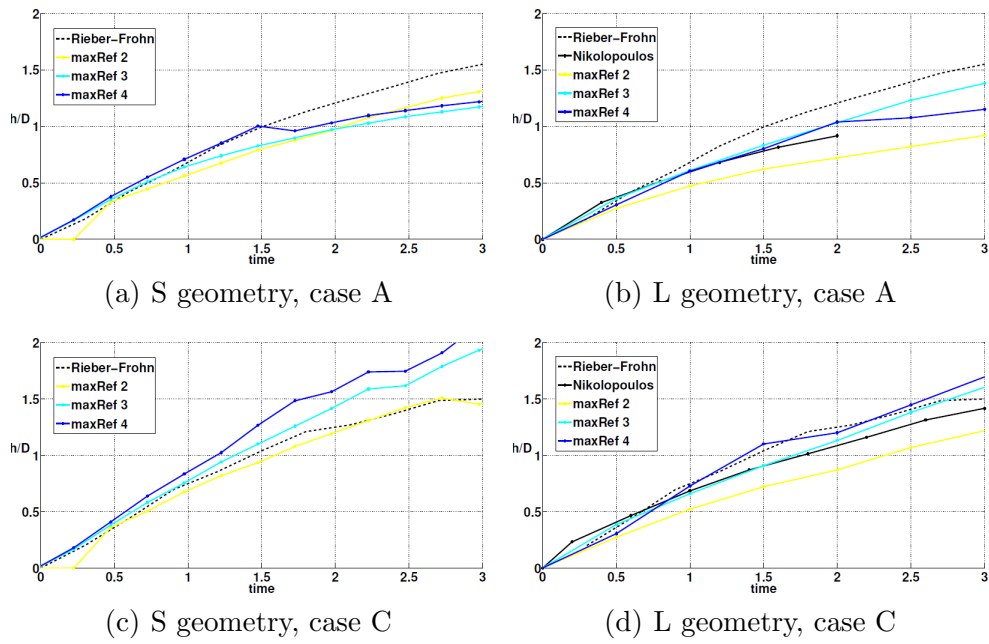 2
1.5
h/D
1
0.5
0
0 0.5 1 1.5 2 2.5 3
time
Rieber-Frohn
maxRef 2
maxRef 3
maxRef 4
(a) S geometry, case A
2
1.5
h/D
1
0.5
0
0 0.5 1 1.5 2 2.5 3
time
Rieber-Frohn
Nikolopoulos
maxRef 2
maxRef 3
maxRef 4
(b) L geometry, case A
2
1.5
h/D
1
0.5
0
0 0.5 1 1.5 2 2.5 3
time
Rieber-Frohn
maxRef 2
maxRef 3
maxRef 4
(c) S geometry, case C
2
1.5
h/D
1
0.5
0
0 0.5 1 1.5 2 2.5 3
time
Rieber-Frohn
Nikolopoulos
maxRef 2
maxRef 3
maxRef 4
(d) L geometry, case C